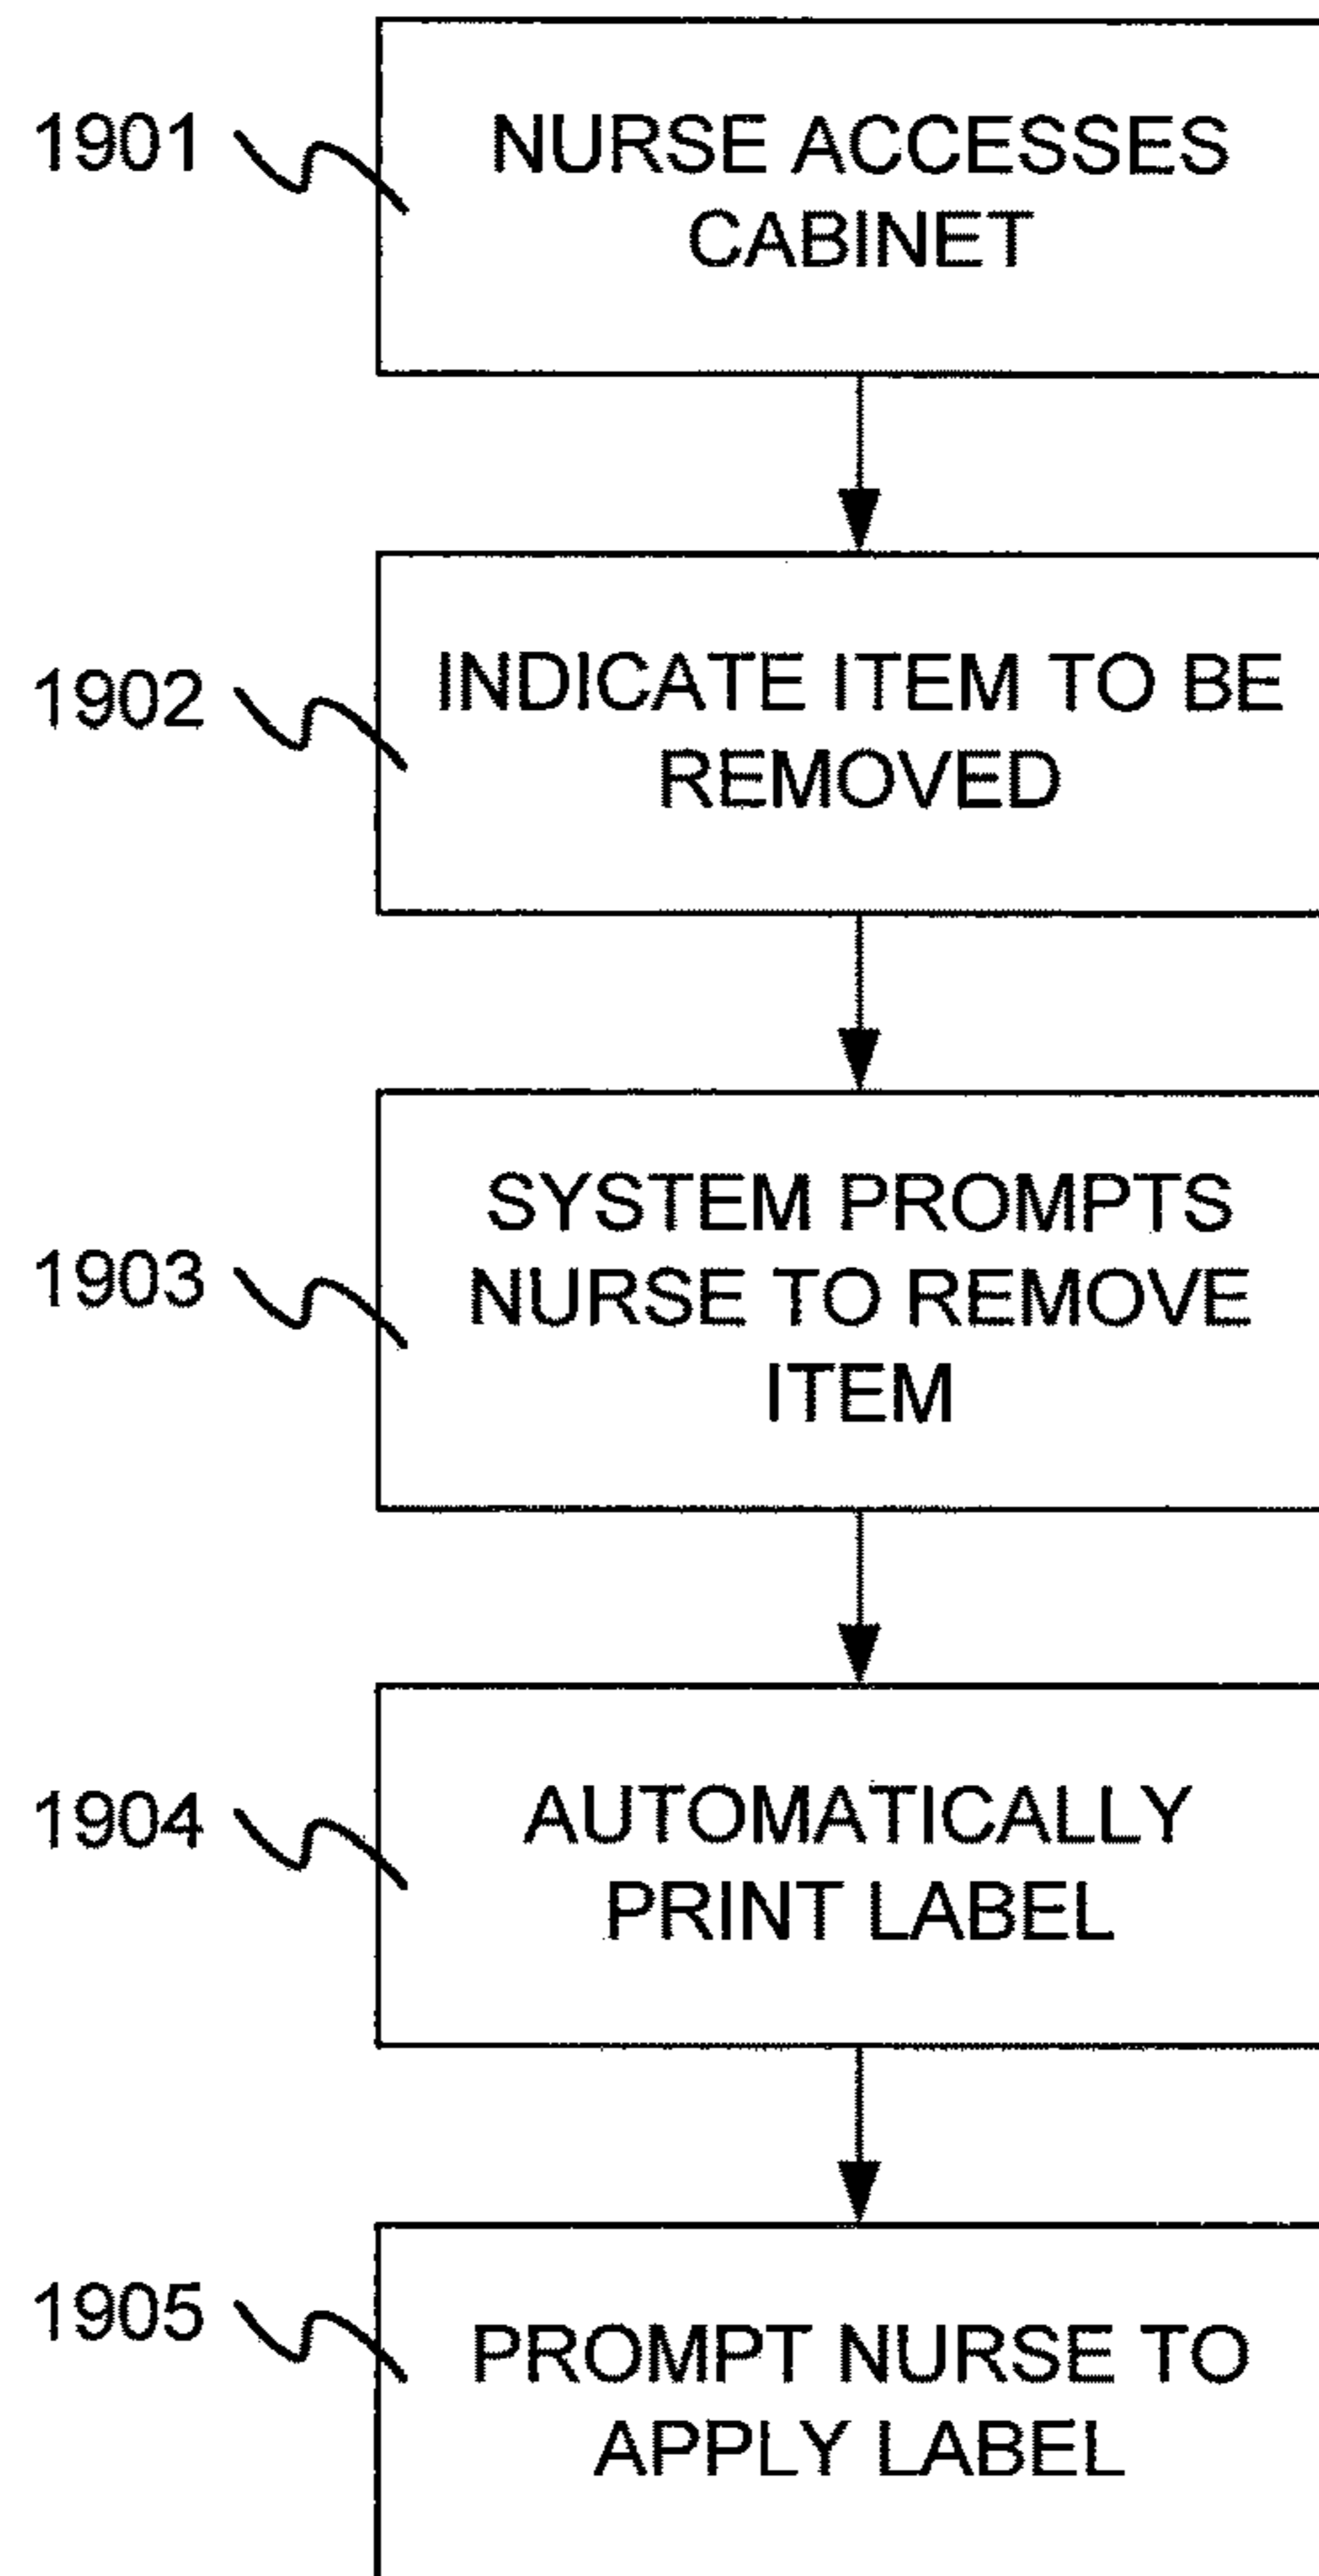 1901
NURSE ACCESSES
CABINET
1902
INDICATE ITEM TO BE
REMOVED
1903
SYSTEM PROMPTS
NURSE TO REMOVE
ITEM
1904
AUTOMATICALLY
PRINT LABEL
1905
PROMPT NURSE TO
APPLY LABEL